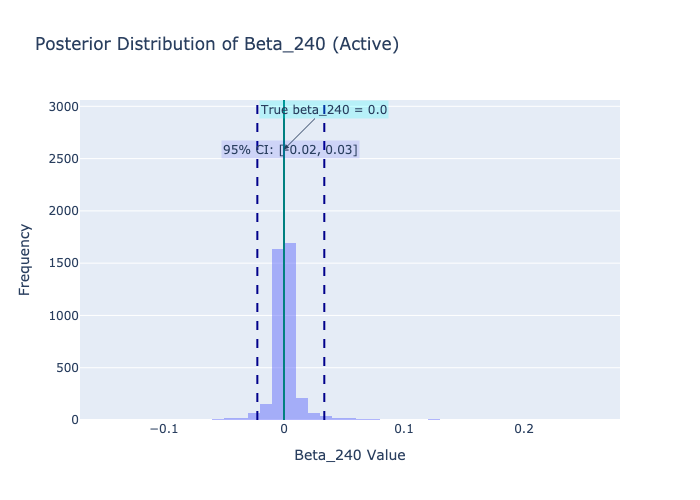 Posterior Distribution of Beta_240 (Active)
3000
True beta_240 = 0.0
95% CI: [-0.02, 0.03]
2500
2000
1500
1000
500
0
Frequency
−0.1
0
0.1
0.2
Beta_240 Value